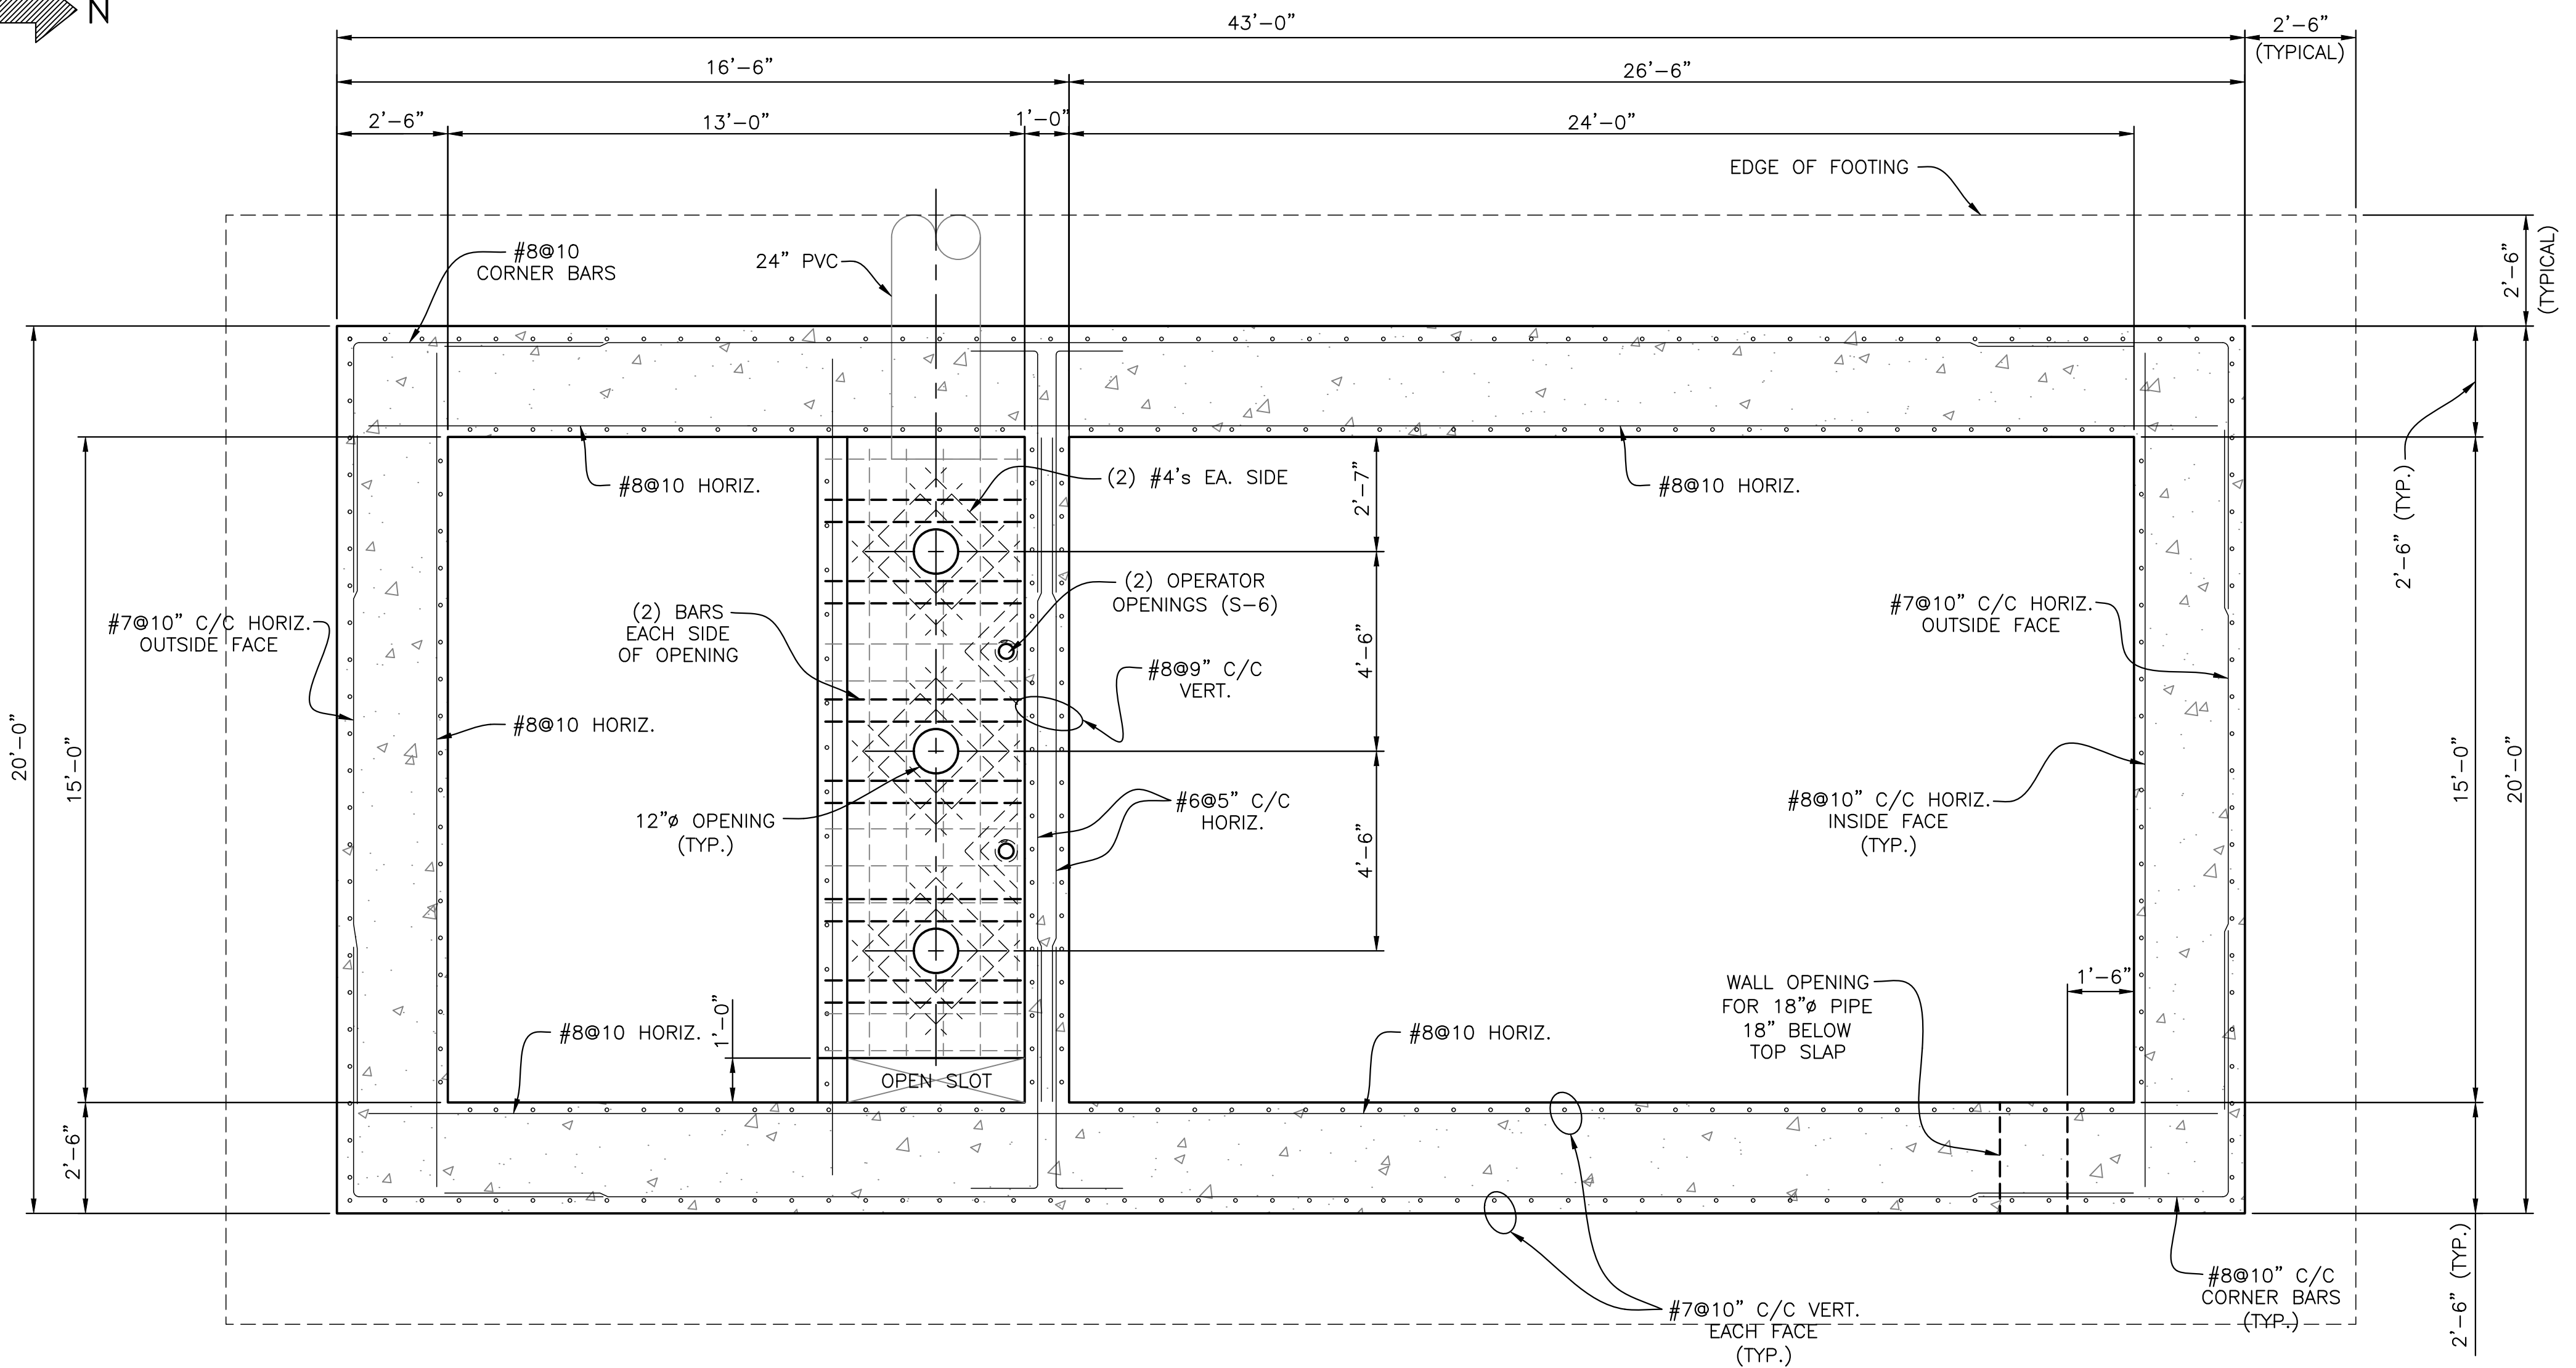 N
43'-0"
2'-6"
(TYPICAL)
16'-6"
26'-6"
2'-6"
13'-0"
1'-0"
24'-0"
EDGE OF FOOTING
#8@10
CORNER BARS
24" PVC
2'-6"
(TYPICAL)
#8@10 HORIZ.
(2) #4's EA. SIDE
2'-7"
#8@10 HORIZ.
2'-6" (TYP.)
(2) OPERATOR
OPENINGS (S-6)
(2) BARS
EACH SIDE
OF OPENING
#7@10" C/C HORIZ.
OUTSIDE FACE
4'-6"
#7@10" C/C HORIZ.
OUTSIDE FACE
#8@9" C/C
VERT.
#8@10 HORIZ.
20'-0"
15'-0"
15'-0"
20'-0"
#6@5" C/C
HORIZ.
12"ø OPENING
(TYP.)
4'-6"
#8@10" C/C HORIZ.
INSIDE FACE
(TYP.)
1'-6"
WALL OPENING
FOR 18"ø PIPE
18" BELOW
TOP SLAP
1'-0"
#8@10 HORIZ.
#8@10 HORIZ.
OPEN SLOT
2'-6"
#8@10" C/C
CORNER BARS
(TYP.)
2'-6" (TYP.)
#7@10" C/C VERT.
EACH FACE
(TYP.)